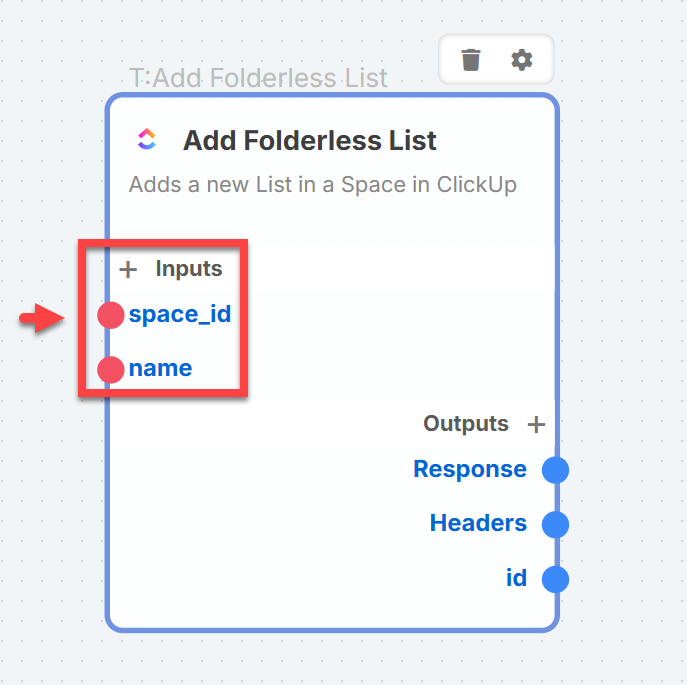 T:Add Folderless List
Add Folderless List
Adds a new List in a Space in ClickUp
+ Inputs
space_id
name
Outputs +
Response
Headers
id